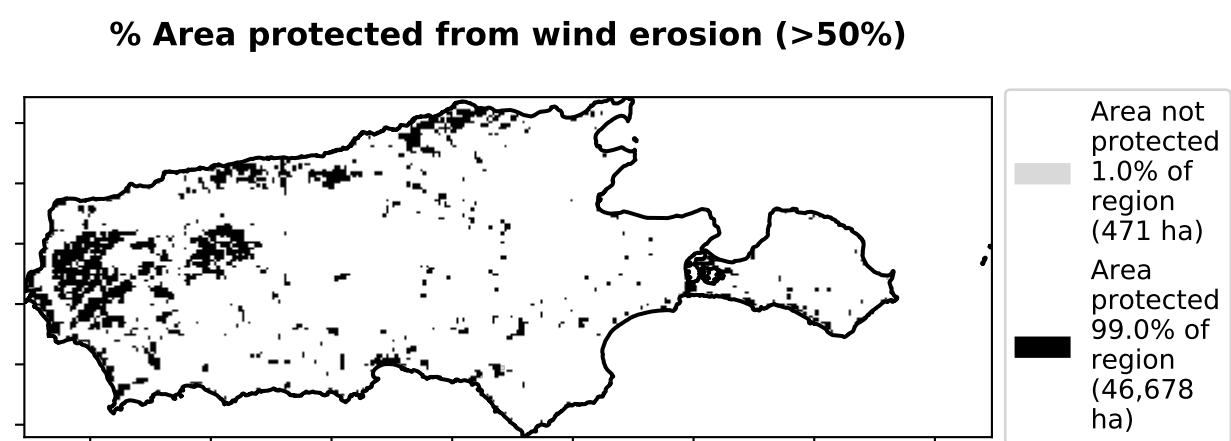 % Area protected from wind erosion (>50%)
Area not
protected
1.0% of
region
(471 ha)
Area
protected
99.0% of
region
(46,678
ha)